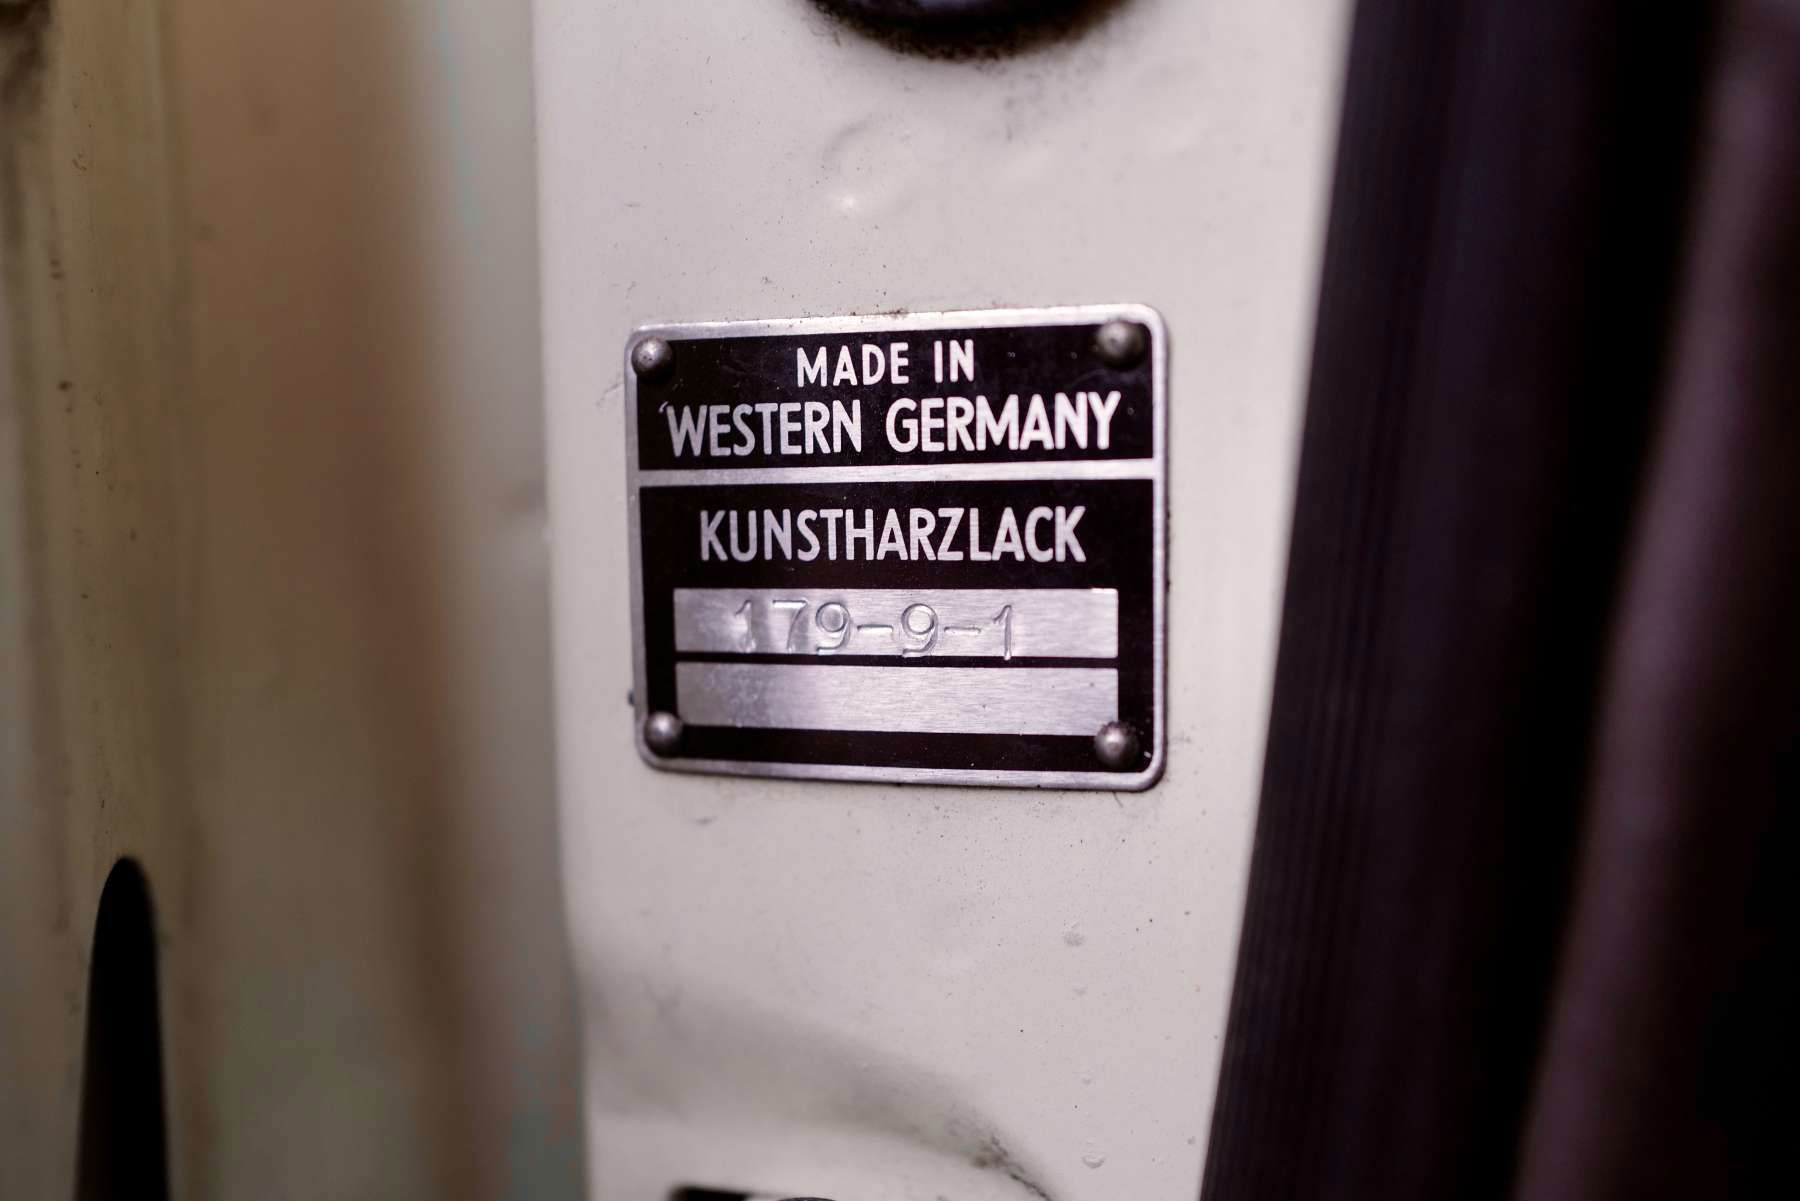 MADE IN
WESTERN GERMANY
KUNSTHARZLACK
179-9-1